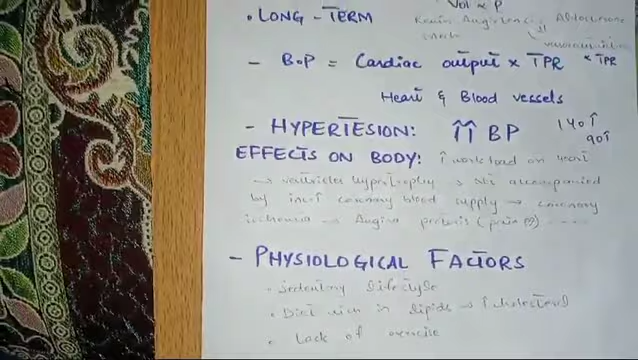 Vol ∝ P
• LONG - TERM
Renin Angiotensin Aldosterone
- B.P = Cardiac output × TPR ∝ TPR
Heart & Blood vessels
- HYPERTESION: ⇈ BP 140↑
90↑
EFFECTS ON BODY: ↑ workload on heart
→ ventricular hypertrophy → accompanied
by coronary blood supply → coronary
ischemia → Angina pectoris (pain
- PHYSIOLOGICAL FACTORS
• Sedentary lifestyle
• Diet rich in lipids → ↑ cholesterol
• Lack of exercise